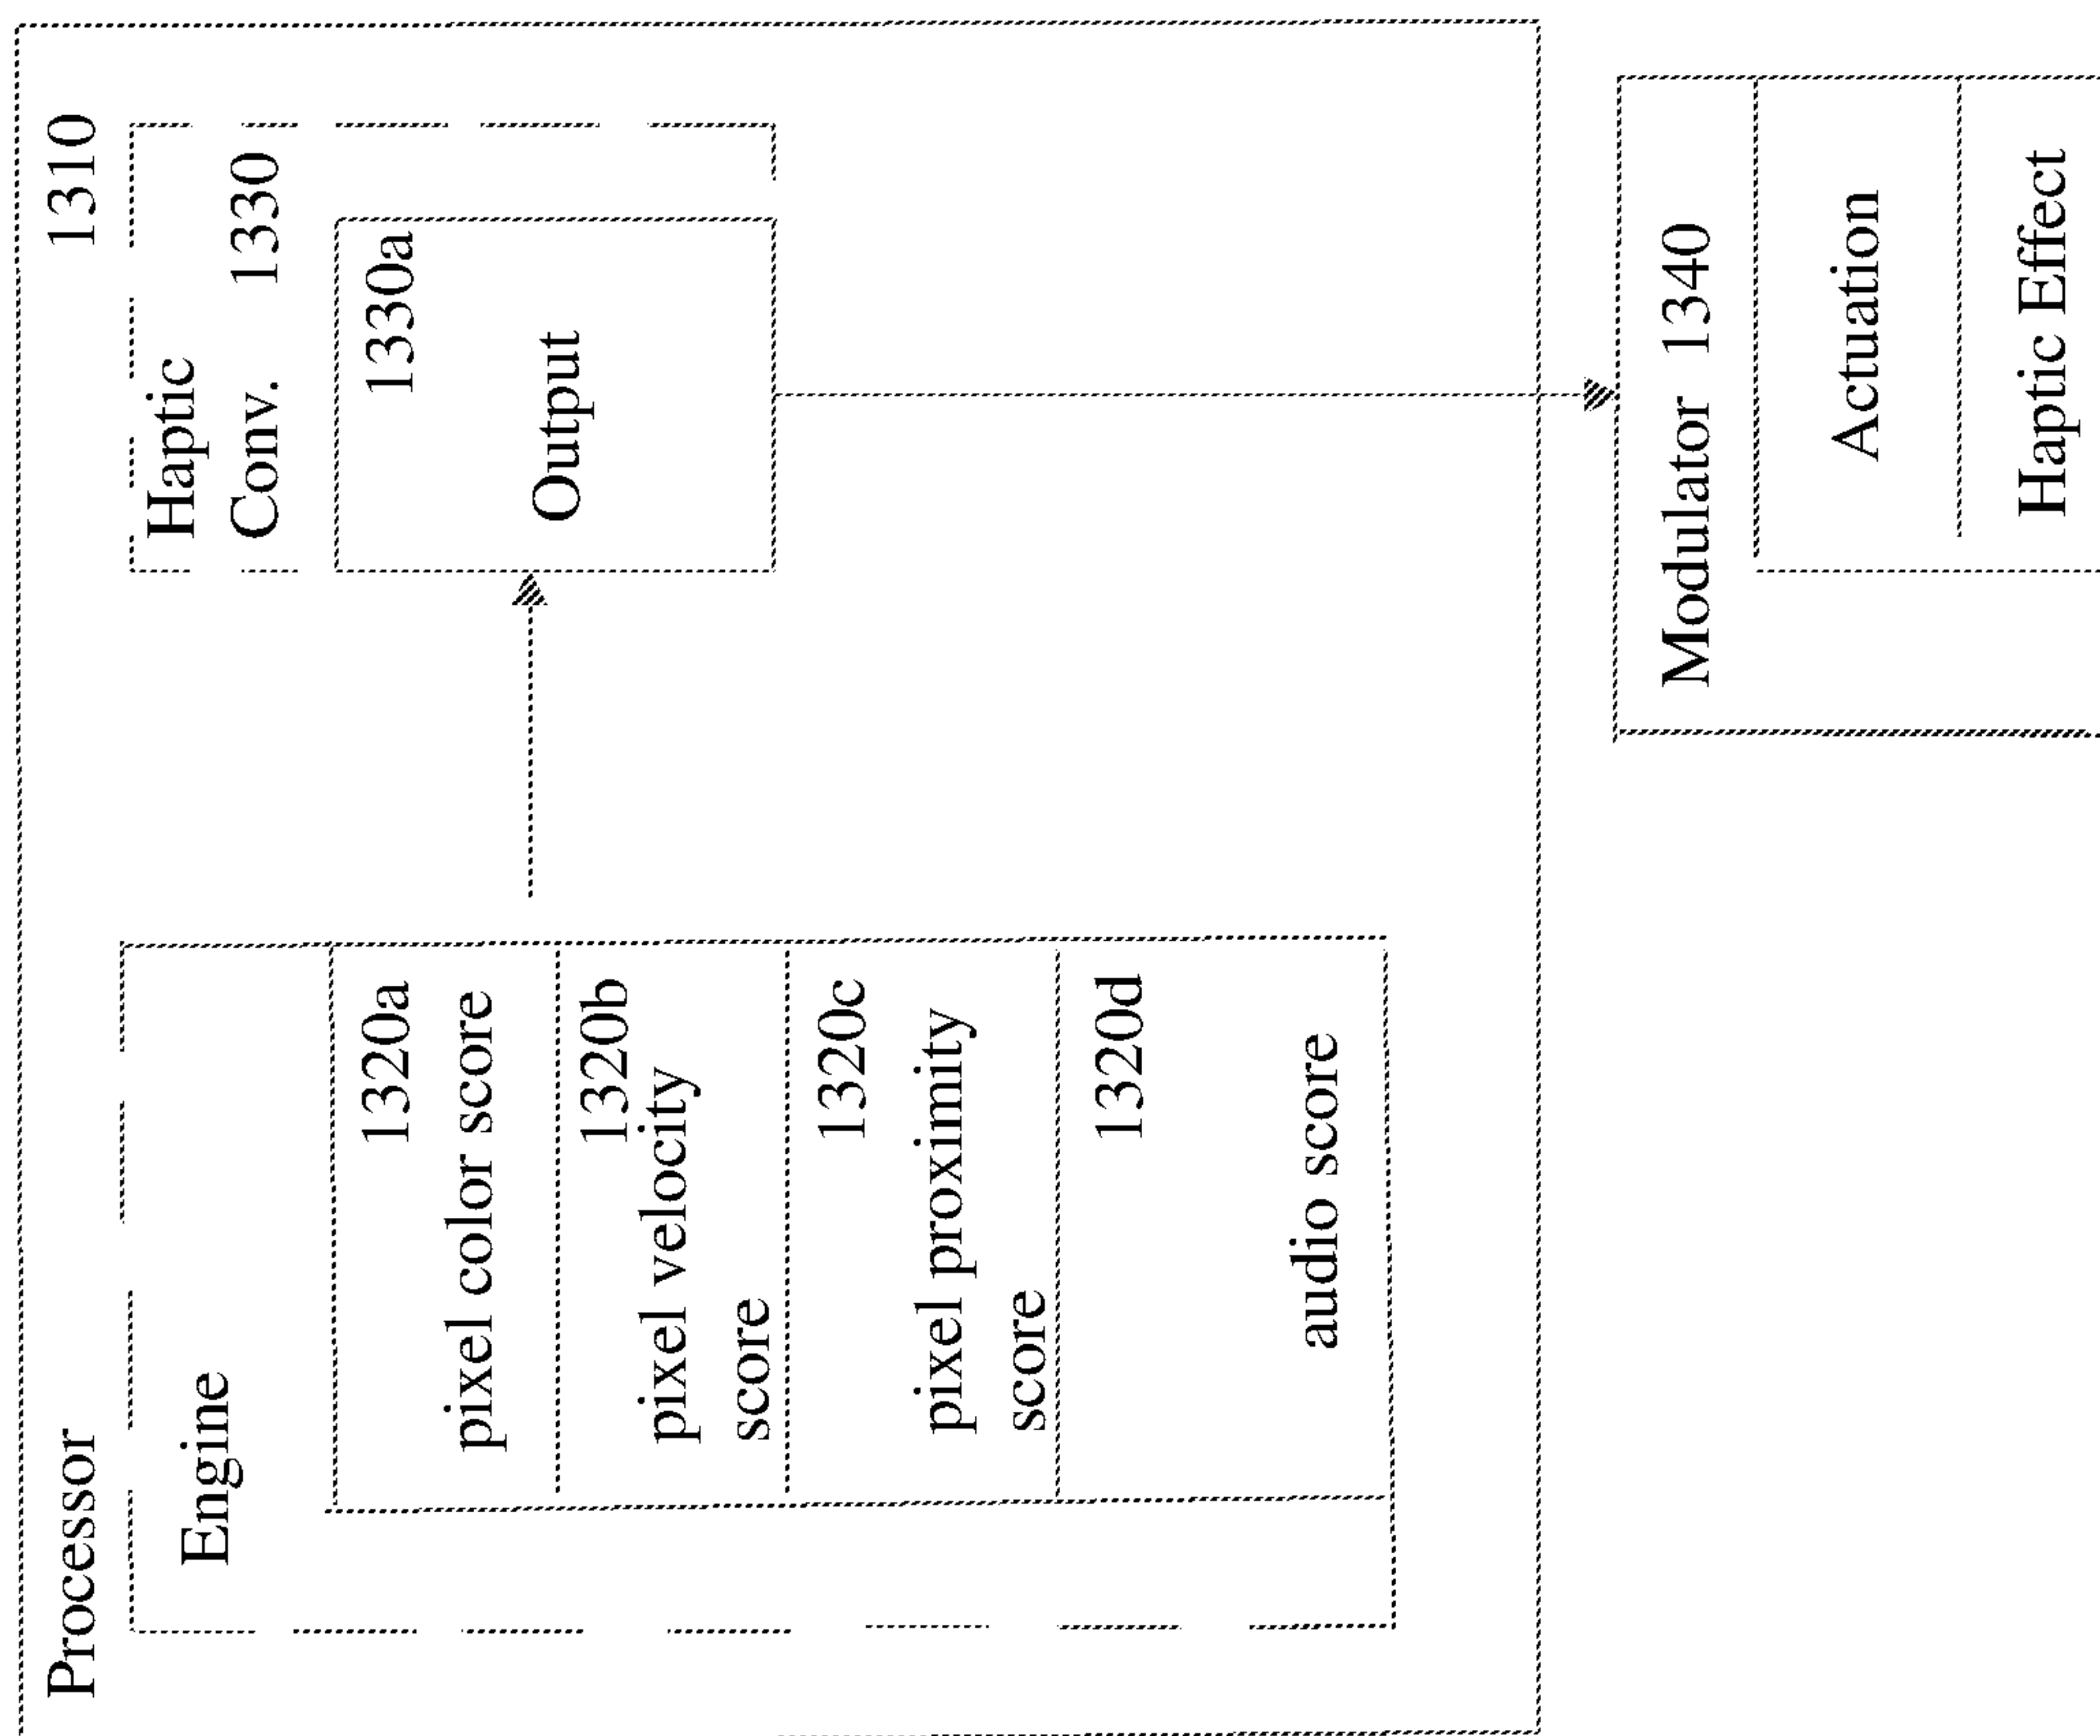 Processor 1310
Engine
1320a
pixel color score
1320b
pixel velocity
score
1320c
pixel proximity
score
1320d
audio score
Haptic
Conv. 1330
1330a
Output
Modulator 1340
Actuation
Haptic Effect